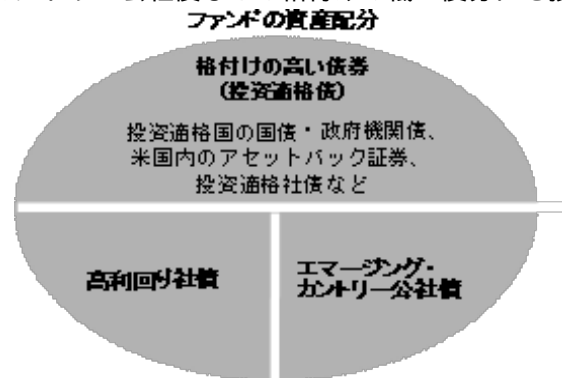 ファンドの資産配分
格付けの高い債券
(投資適格債)
投資適格国の国債・政府機関債、
米国内のアセットバック証券、
投資適格社債など
高利回り社債
エマージング・
カントリー公社債